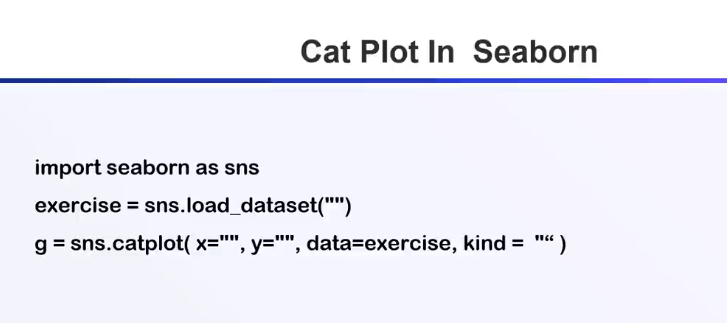 Cat Plot In  Seaborn
import seaborn as sns
exercise = sns.load_dataset("")
g = sns.catplot( x="", y="", data=exercise, kind =  "“ )